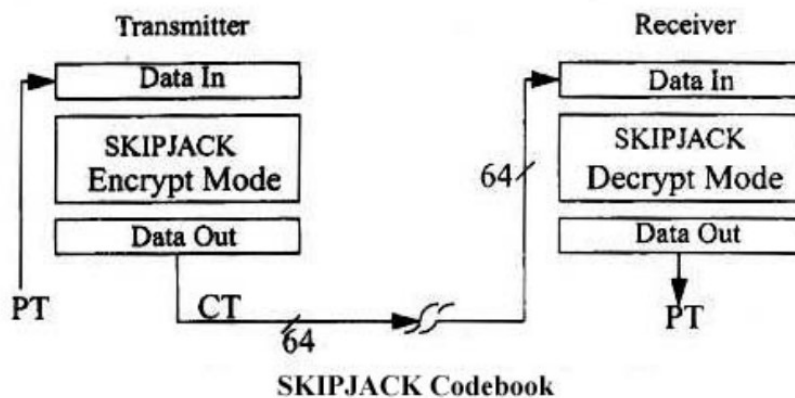 Transmitter
Receiver
Data In
Data In
SKIPJACK
Encrypt Mode
SKIPJACK
Decrypt Mode
64
Data Out
Data Out
PT
CT
64
PT
SKIPJACK Codebook